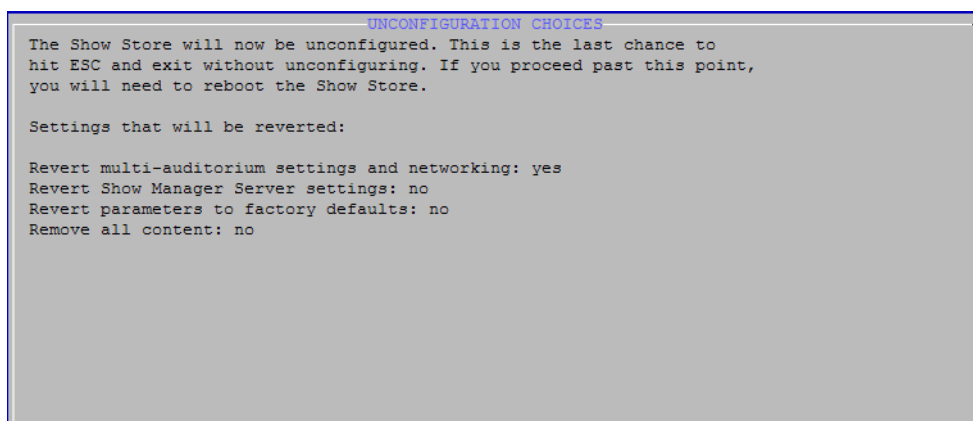 UNCONFIGURATION CHOICES
The Show Store will now be unconfigured. This is the last chance to
hit ESC and exit without unconfiguring. If you proceed past this point,
you will need to reboot the Show Store.
Settings that will be reverted:
Revert multi-auditorium settings and networking: yes
Revert Show Manager Server settings: no
Revert parameters to factory defaults: no
Remove all content: no